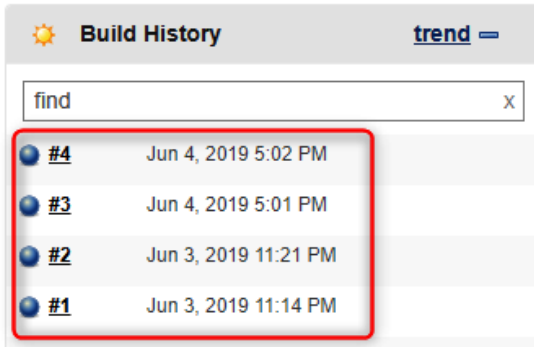 Build History trend
find x
#4 Jun 4, 2019 5:02 PM
#3 Jun 4, 2019 5:01 PM
#2 Jun 3, 2019 11:21 PM
#1 Jun 3, 2019 11:14 PM